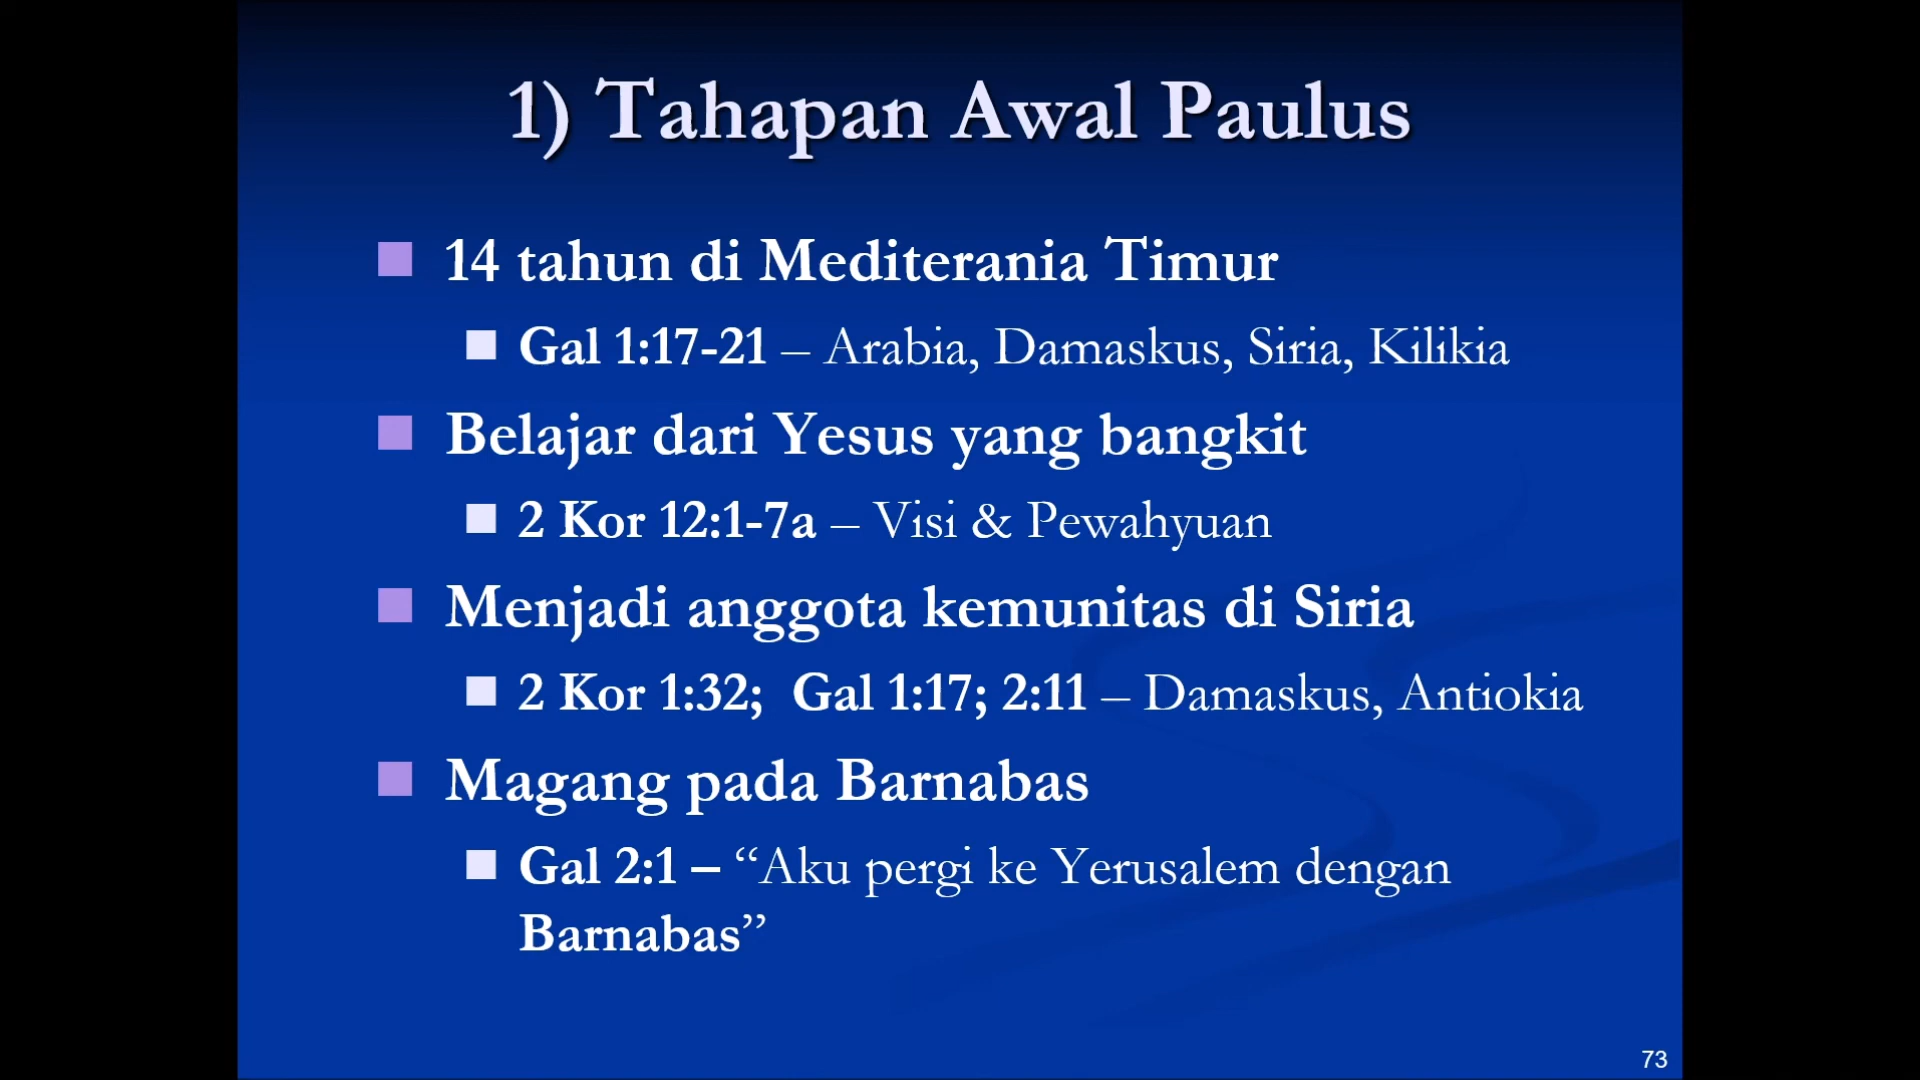 1) Tahapan Awal Paulus
14 tahun di Mediterania Timur
Gal 1:17-21 – Arabia, Damaskus, Siria, Kilikia
Belajar dari Yesus yang bangkit
2 Kor 12:1-7a – Visi & Pewahyuan
Menjadi anggota kemunitas di Siria
2 Kor 1:32; Gal 1:17; 2:11 – Damaskus, Antiokia
Magang pada Barnabas
Gal 2:1 – “Aku pergi ke Yerusalem dengan
Barnabas”
73